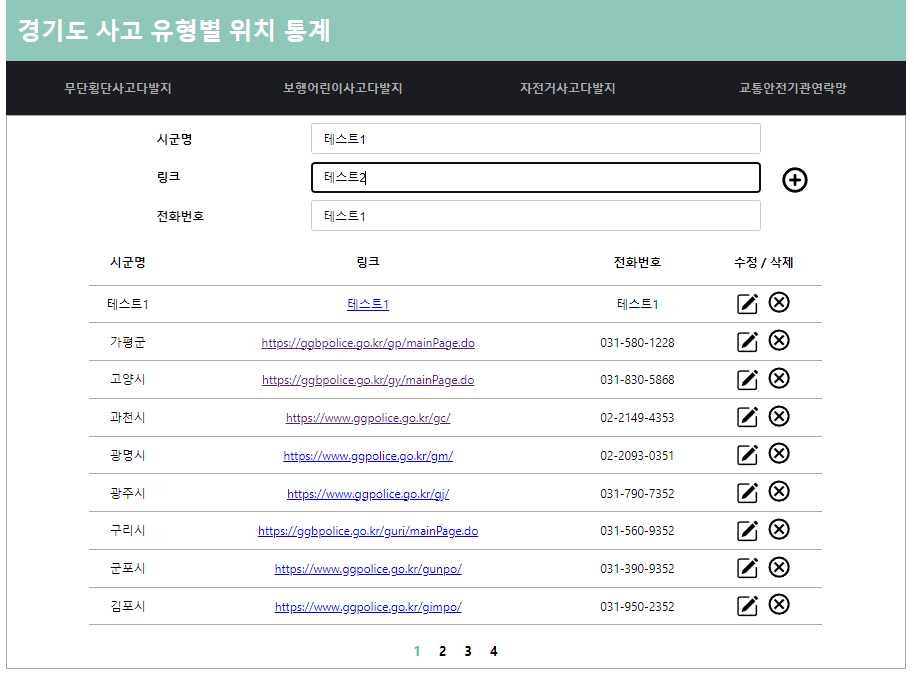 경기도 사고 유형별 위치 통계
무단횡단사고다발지 보행어린이사고다발지 자전거사고다발지 교통안전기관연락망
시군명 테스트1
링크 테스트2
전화번호 테스트1
시군명 링크 전화번호 수정 / 삭제
테스트1 테스트1 테스트1
가평군 https://ggbpolice.go.kr/gp/mainPage.do 031-580-1228
고양시 https://ggbpolice.go.kr/gy/mainPage.do 031-830-5868
과천시 https://www.ggpolice.go.kr/gc/ 02-2149-4353
광명시 https://www.ggpolice.go.kr/gm/ 02-2093-0351
광주시 https://www.ggpolice.go.kr/gj/ 031-790-7352
구리시 https://ggbpolice.go.kr/guri/mainPage.do 031-560-9352
군포시 https://www.ggpolice.go.kr/gunpo/ 031-390-9352
김포시 https://www.ggpolice.go.kr/gimpo/ 031-950-2352
1 2 3 4